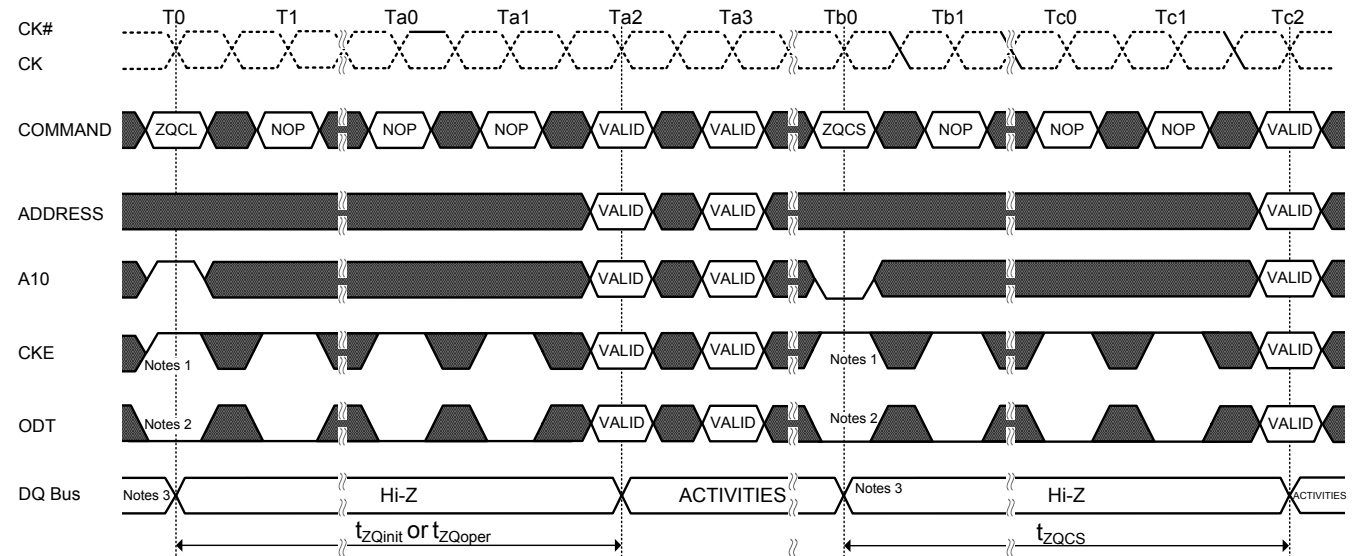 T0 T1 Ta0 Ta1 Ta2 Ta3 Tb0 Tb1 Tc0 Tc1 Tc2
CK#
CK
COMMAND ZQCL NOP NOP NOP VALID VALID ZQCS NOP NOP NOP VALID
ADDRESS VALID VALID VALID
A10 VALID VALID VALID
CKE Notes 1 VALID VALID Notes 1 VALID
ODT Notes 2 VALID VALID Notes 2 VALID
DQ Bus Notes 3 Hi-Z ACTIVITIES Notes 3 Hi-Z ACTIVITIES
tZQinit or tZQoper tZQCS